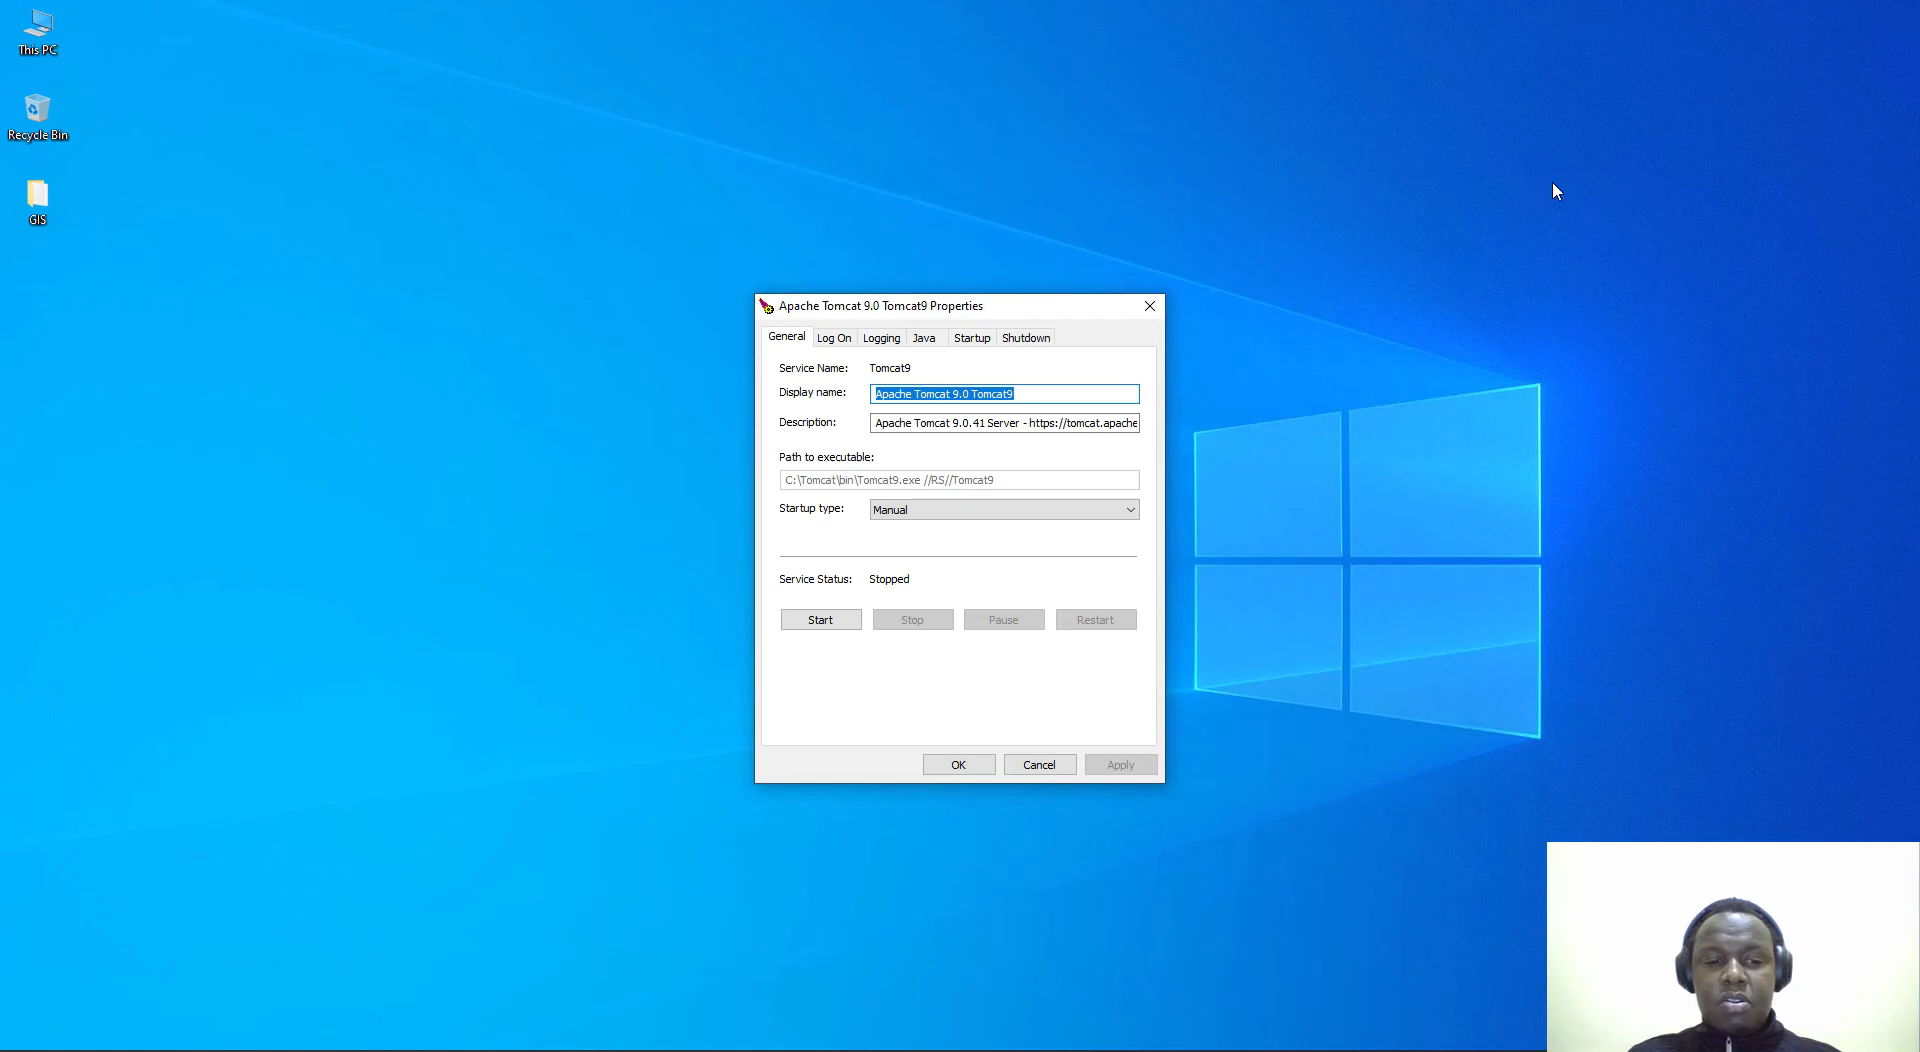 This PC
Recycle Bin
GIS
Apache Tomcat 9.0 Tomcat9 Properties
General Log On Logging Java Startup Shutdown
Service Name: Tomcat9
Display name: Apache Tomcat 9.0 Tomcat9
Description: Apache Tomcat 9.0.41 Server - https://tomcat.apache
Path to executable:
C:\Tomcat\bin\Tomcat9.exe //RS//Tomcat9
Startup type: Manual
Service Status: Stopped
Start Stop Pause Restart
OK Cancel Apply